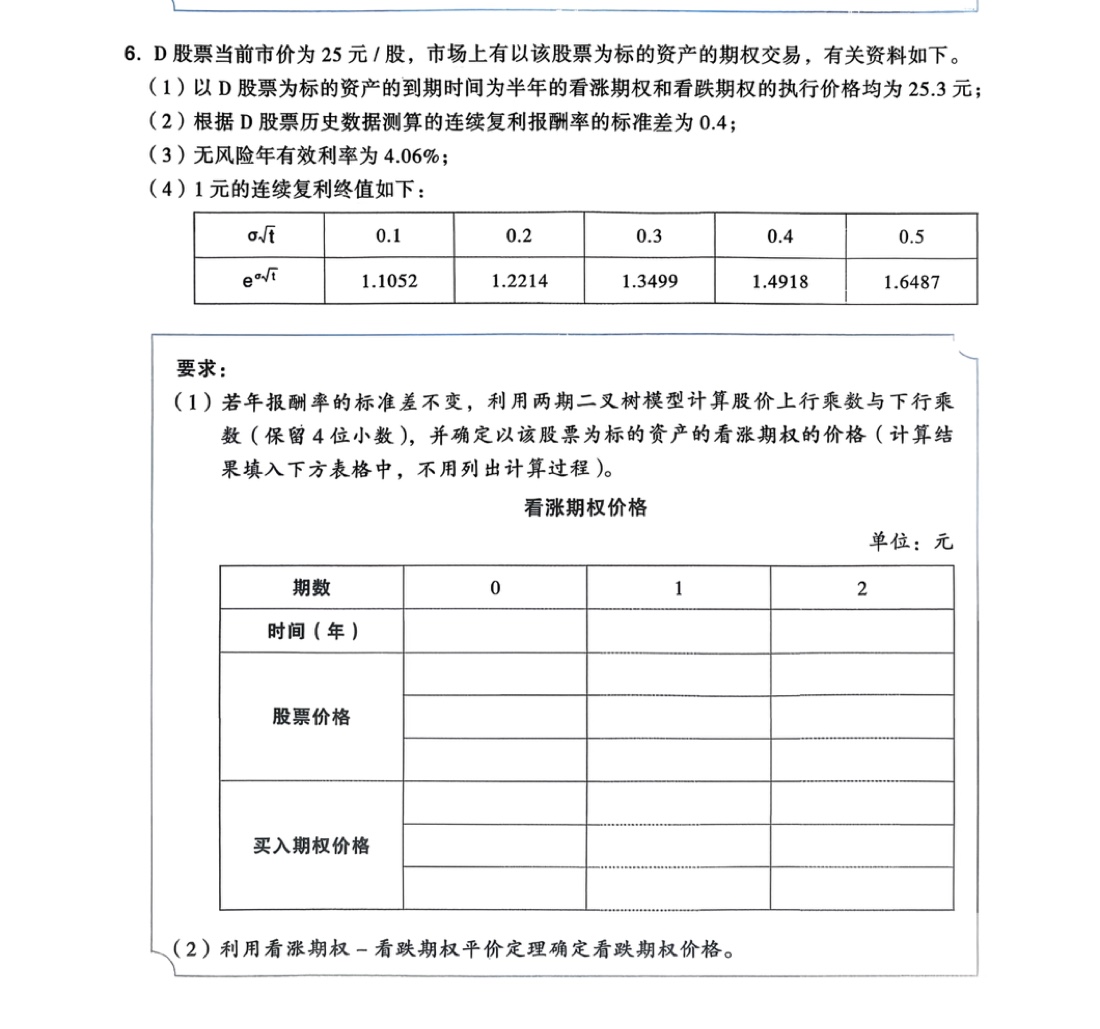 6. D 股票当前市价为 25 元 / 股，市场上有以该股票为标的资产的期权交易，有关资料如下。
（1）以 D 股票为标的资产的到期时间为半年的看涨期权和看跌期权的执行价格均为 25.3 元；
（2）根据 D 股票历史数据测算的连续复利报酬率的标准差为 0.4；
（3）无风险年有效利率为 4.06%；
（4）1 元的连续复利终值如下：
σ√t 0.1 0.2 0.3 0.4 0.5
e^σ√t 1.1052 1.2214 1.3499 1.4918 1.6487
要求：
（1）若年报酬率的标准差不变，利用两期二叉树模型计算股价上行乘数与下行乘
数（保留 4 位小数），并确定以该股票为标的资产的看涨期权的价格（计算结
果填入下方表格中，不用列出计算过程）。
看涨期权价格
单位：元
期数 0 1 2
时间（年）
股票价格
买入期权价格
（2）利用看涨期权 – 看跌期权平价定理确定看跌期权价格。